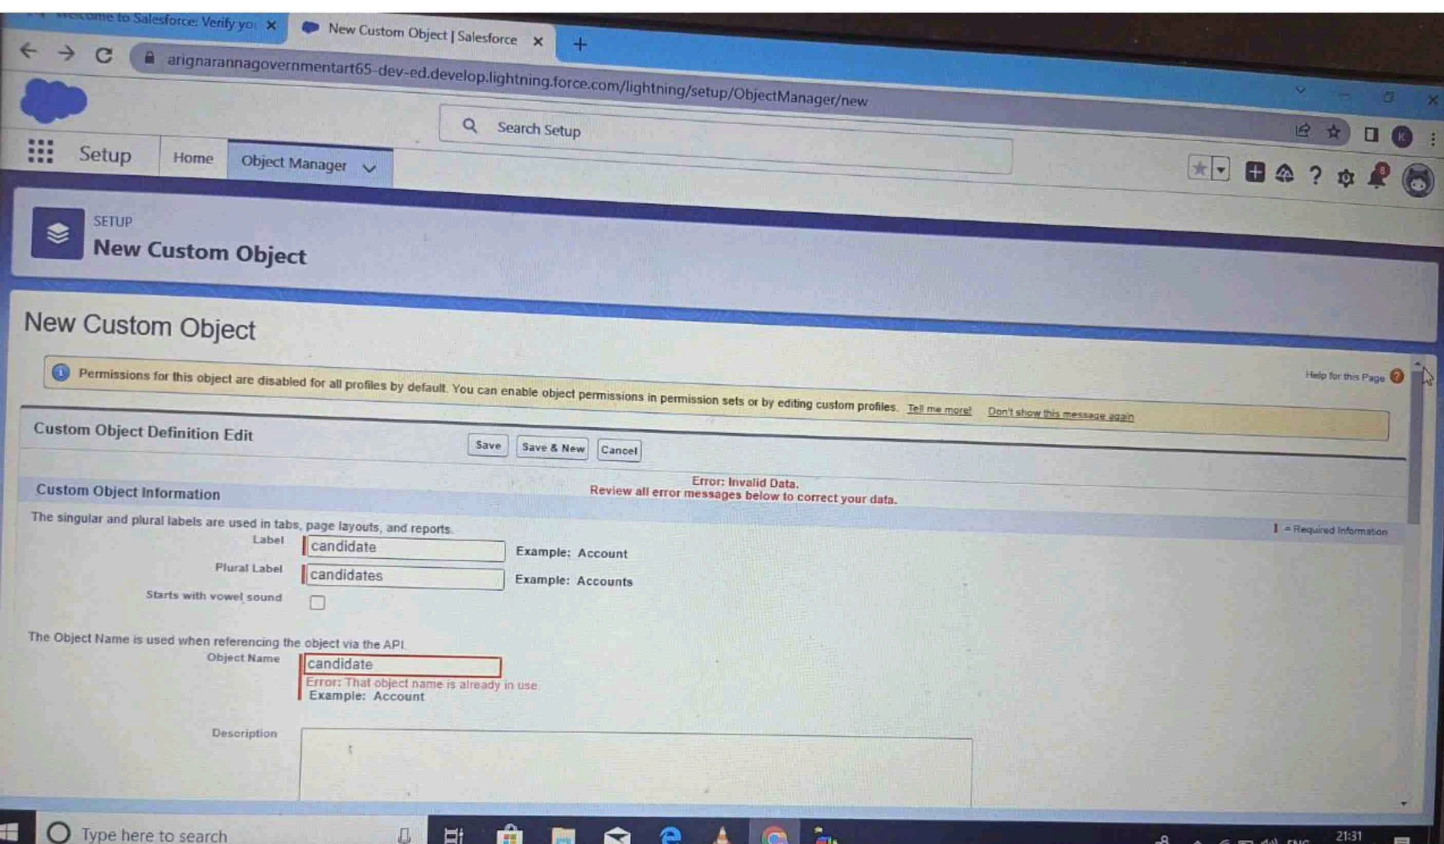 Welcome to Salesforce: Verify you
New Custom Object | Salesforce
arignarannagovernmentart65-dev-ed.develop.lightning.force.com/lightning/setup/ObjectManager/new
Search Setup
Setup
Home
Object Manager
SETUP
New Custom Object
New Custom Object
Help for this Page
Permissions for this object are disabled for all profiles by default. You can enable object permissions in permission sets or by editing custom profiles. Tell me more! Don't show this message again
Custom Object Definition Edit
Save
Save & New
Cancel
Error: Invalid Data.
Review all error messages below to correct your data.
Custom Object Information
= Required Information
The singular and plural labels are used in tabs, page layouts, and reports.
Label
candidate
Example: Account
Plural Label
candidates
Example: Accounts
Starts with vowel sound
The Object Name is used when referencing the object via the API.
Object Name
candidate
Error: That object name is already in use
Example: Account
Description
Type here to search
ENG
21:31